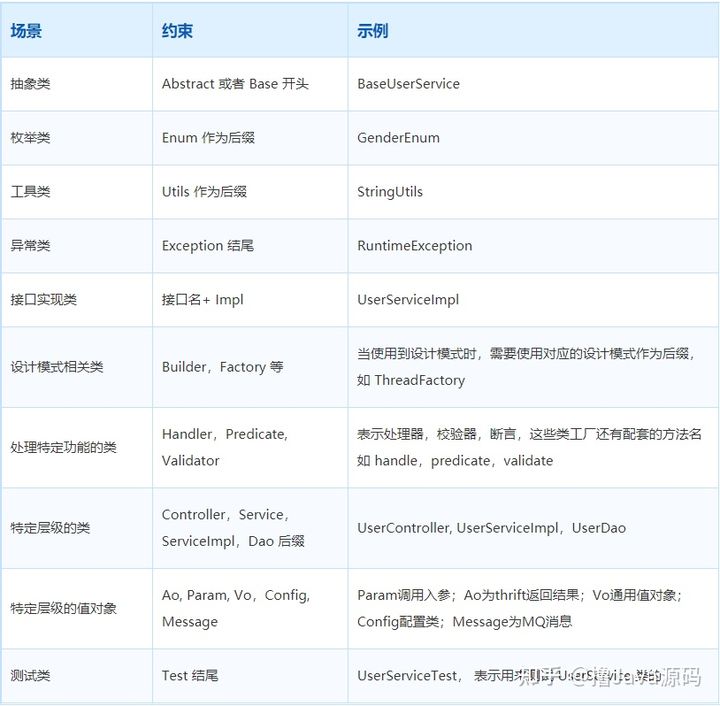 场景 约束 示例
抽象类 Abstract 或者 Base 开头 BaseUserService
枚举类 Enum 作为后缀 GenderEnum
工具类 Utils 作为后缀 StringUtils
异常类 Exception 结尾 RuntimeException
接口实现类 接口名+ Impl UserServiceImpl
设计模式相关类 Builder，Factory 等 当使用到设计模式时，需要使用对应的设计模式作为后缀，
如 ThreadFactory
处理特定功能的类 Handler，Predicate, 表示处理器，校验器，断言，这些类工厂还有配套的方法名
Validator 如 handle，predicate，validate
特定层级的类 Controller，Service， UserController, UserServiceImpl，UserDao
ServiceImpl，Dao 后缀
特定层级的值对象 Ao, Param, Vo，Config, Param调用入参；Ao为thrift返回结果；Vo通用值对象；
Message Config配置类；Message为MQ消息
测试类 Test 结尾 UserServiceTest， 表示用来测试 UserService 类的
知乎 @撸Java源码